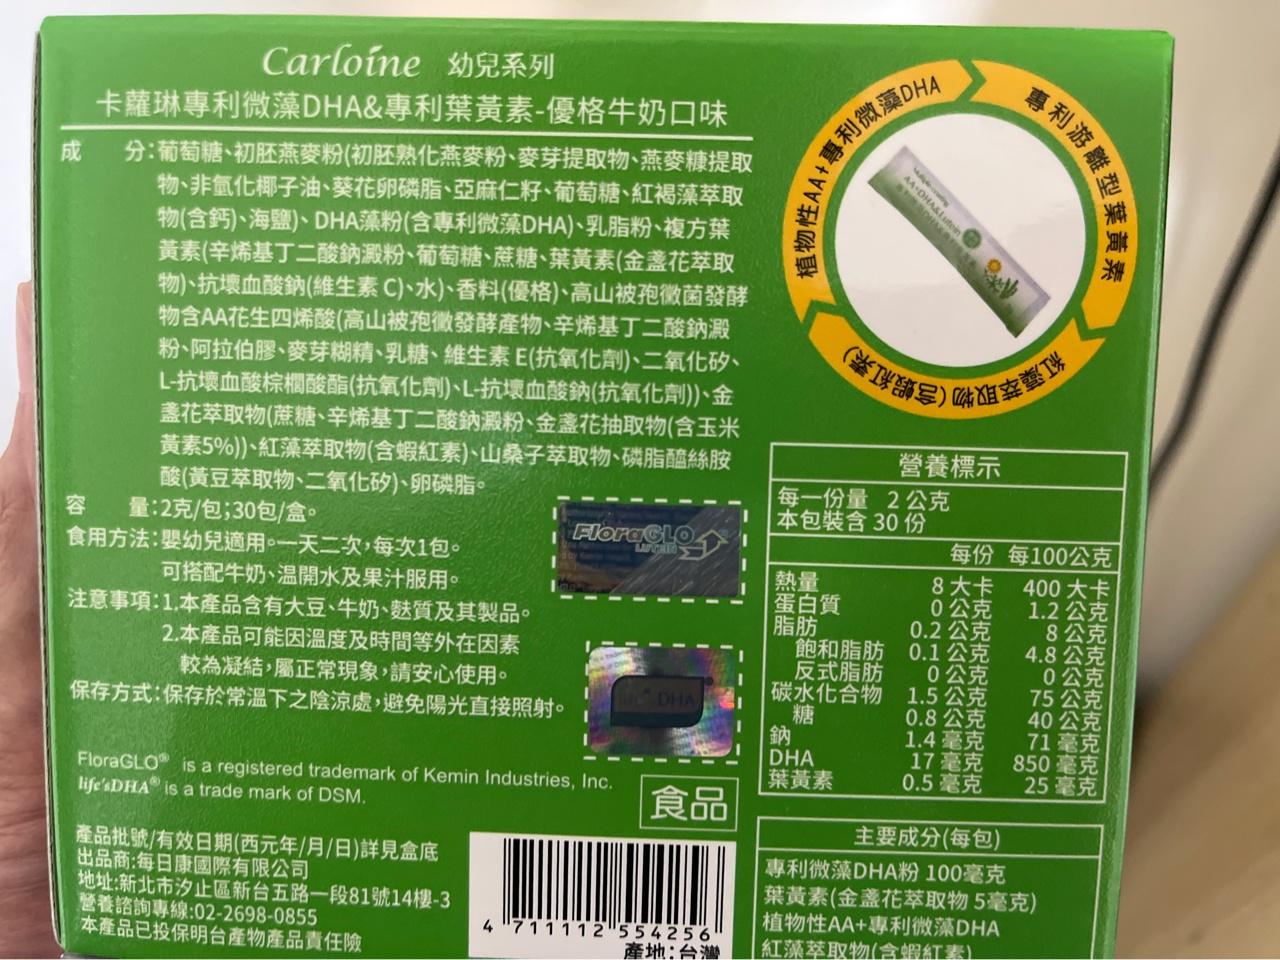 Carloine 幼兒系列
卡蘿琳專利微藻DHA&專利葉黃素-優格牛奶口味
成　分:葡萄糖、初胚燕麥粉(初胚熟化燕麥粉、麥芽提取物、燕麥糠提取
物、非氫化椰子油、葵花卵磷脂、亞麻仁籽、葡萄糖、紅褐藻萃取
物(含鈣)、海鹽)、DHA藻粉(含專利微藻DHA)、乳脂粉、複方葉
黃素(辛烯基丁二酸鈉澱粉、葡萄糖、蔗糖、葉黃素(金盞花萃取
物)、抗壞血酸鈉(維生素 C)、水)、香料(優格)、高山被孢黴菌發酵
物含AA花生四烯酸(高山被孢黴發酵產物、辛烯基丁二酸鈉澱
粉、阿拉伯膠、麥芽糊精、乳糖、維生素 E(抗氧化劑)、二氧化矽、
L-抗壞血酸棕櫚酸酯(抗氧化劑)、L-抗壞血酸鈉(抗氧化劑))、金
盞花萃取物(蔗糖、辛烯基丁二酸鈉澱粉、金盞花抽取物(含玉米
黃素5%))、紅藻萃取物(含蝦紅素)、山桑子萃取物、磷脂醯絲胺
酸(黃豆萃取物、二氧化矽)、卵磷脂。
容　量:2克/包;30包/盒。
食用方法:嬰幼兒適用。一天二次,每次1包。
可搭配牛奶、溫開水及果汁服用。
注意事項:1.本產品含有大豆、牛奶、麩質及其製品。
2.本產品可能因溫度及時間等外在因素
較為凝結,屬正常現象,請安心使用。
保存方式:保存於常溫下之陰涼處,避免陽光直接照射。
FloraGLO LUTEIN
life's DHA
FloraGLO® is a registered trademark of Kemin Industries, Inc.
life'sDHA® is a trade mark of DSM.
食品
產品批號/有效日期(西元年/月/日)詳見盒底
出品商:每日康國際有限公司
地址:新北市汐止區新台五路一段81號14樓-3
營養諮詢專線:02-2698-0855
本產品已投保明台產物產品責任險
4 711112 554256
產地:台灣
植物性AA+專利微藻DHA
專利游離型葉黃素
紅藻萃取物(含蝦紅素)
AA+DHA&Lutein
營養標示
每一份量 2 公克
本包裝含 30 份
每份 每100公克
熱量 8 大卡 400 大卡
蛋白質 0 公克 1.2 公克
脂肪 0.2 公克 8 公克
飽和脂肪 0.1 公克 4.8 公克
反式脂肪 0 公克 0 公克
碳水化合物 1.5 公克 75 公克
糖 0.8 公克 40 公克
鈉 1.4 毫克 71 毫克
DHA 17 毫克 850 毫克
葉黃素 0.5 毫克 25 毫克
主要成分(每包)
專利微藻DHA粉 100毫克
葉黃素(金盞花萃取物 5毫克)
植物性AA+專利微藻DHA
紅藻萃取物(含蝦紅素)